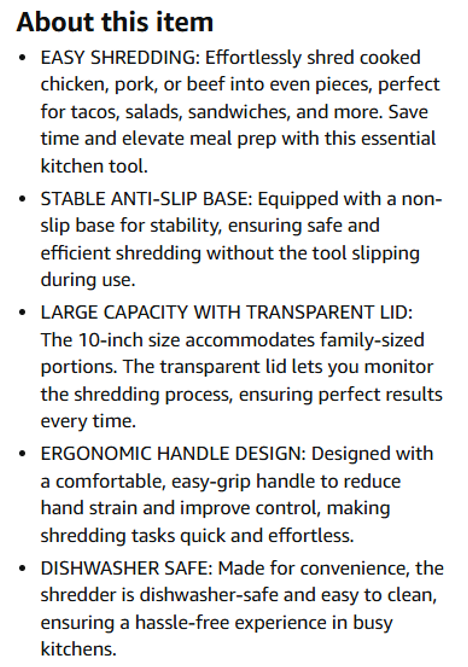 About this item
• EASY SHREDDING: Effortlessly shred cooked
chicken, pork, or beef into even pieces, perfect
for tacos, salads, sandwiches, and more. Save
time and elevate meal prep with this essential
kitchen tool.
• STABLE ANTI-SLIP BASE: Equipped with a non-
slip base for stability, ensuring safe and
efficient shredding without the tool slipping
during use.
• LARGE CAPACITY WITH TRANSPARENT LID:
The 10-inch size accommodates family-sized
portions. The transparent lid lets you monitor
the shredding process, ensuring perfect results
every time.
• ERGONOMIC HANDLE DESIGN: Designed with
a comfortable, easy-grip handle to reduce
hand strain and improve control, making
shredding tasks quick and effortless.
• DISHWASHER SAFE: Made for convenience, the
shredder is dishwasher-safe and easy to clean,
ensuring a hassle-free experience in busy
kitchens.